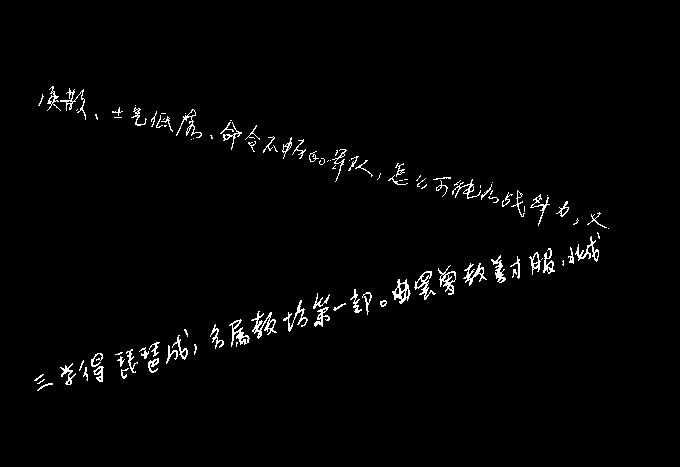 涣散、士气低落、命令不畅的军队,怎么可能有战斗力,又
三学得琵琶成,名属教坊第一部。曲罢曾教善才服,妆成